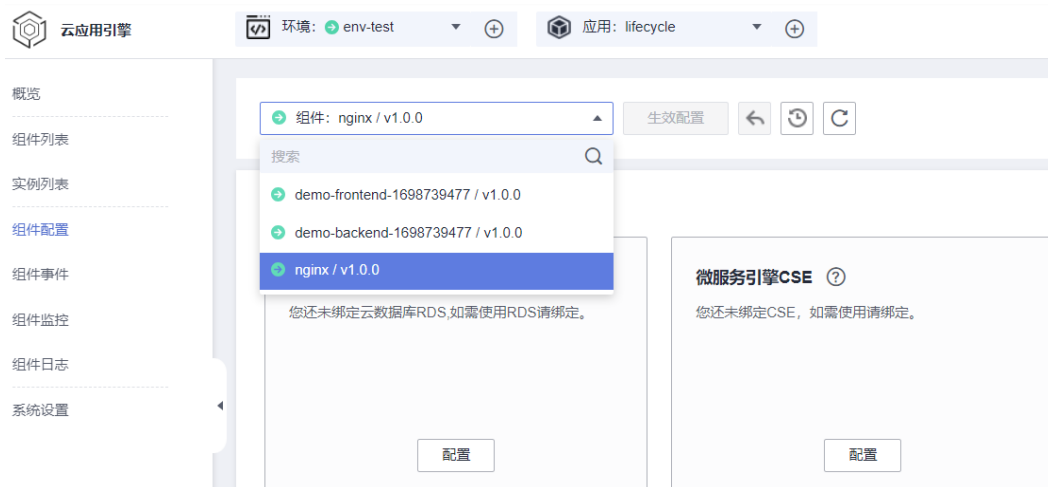 云应用引擎
环境: env-test
应用: lifecycle
概览
组件列表
实例列表
组件配置
组件事件
组件监控
组件日志
系统设置
组件: nginx / v1.0.0
生效配置
搜索
demo-frontend-1698739477 / v1.0.0
demo-backend-1698739477 / v1.0.0
nginx / v1.0.0
您还未绑定云数据库RDS,如需使用RDS请绑定。
配置
微服务引擎CSE ?
您还未绑定CSE，如需使用请绑定。
配置